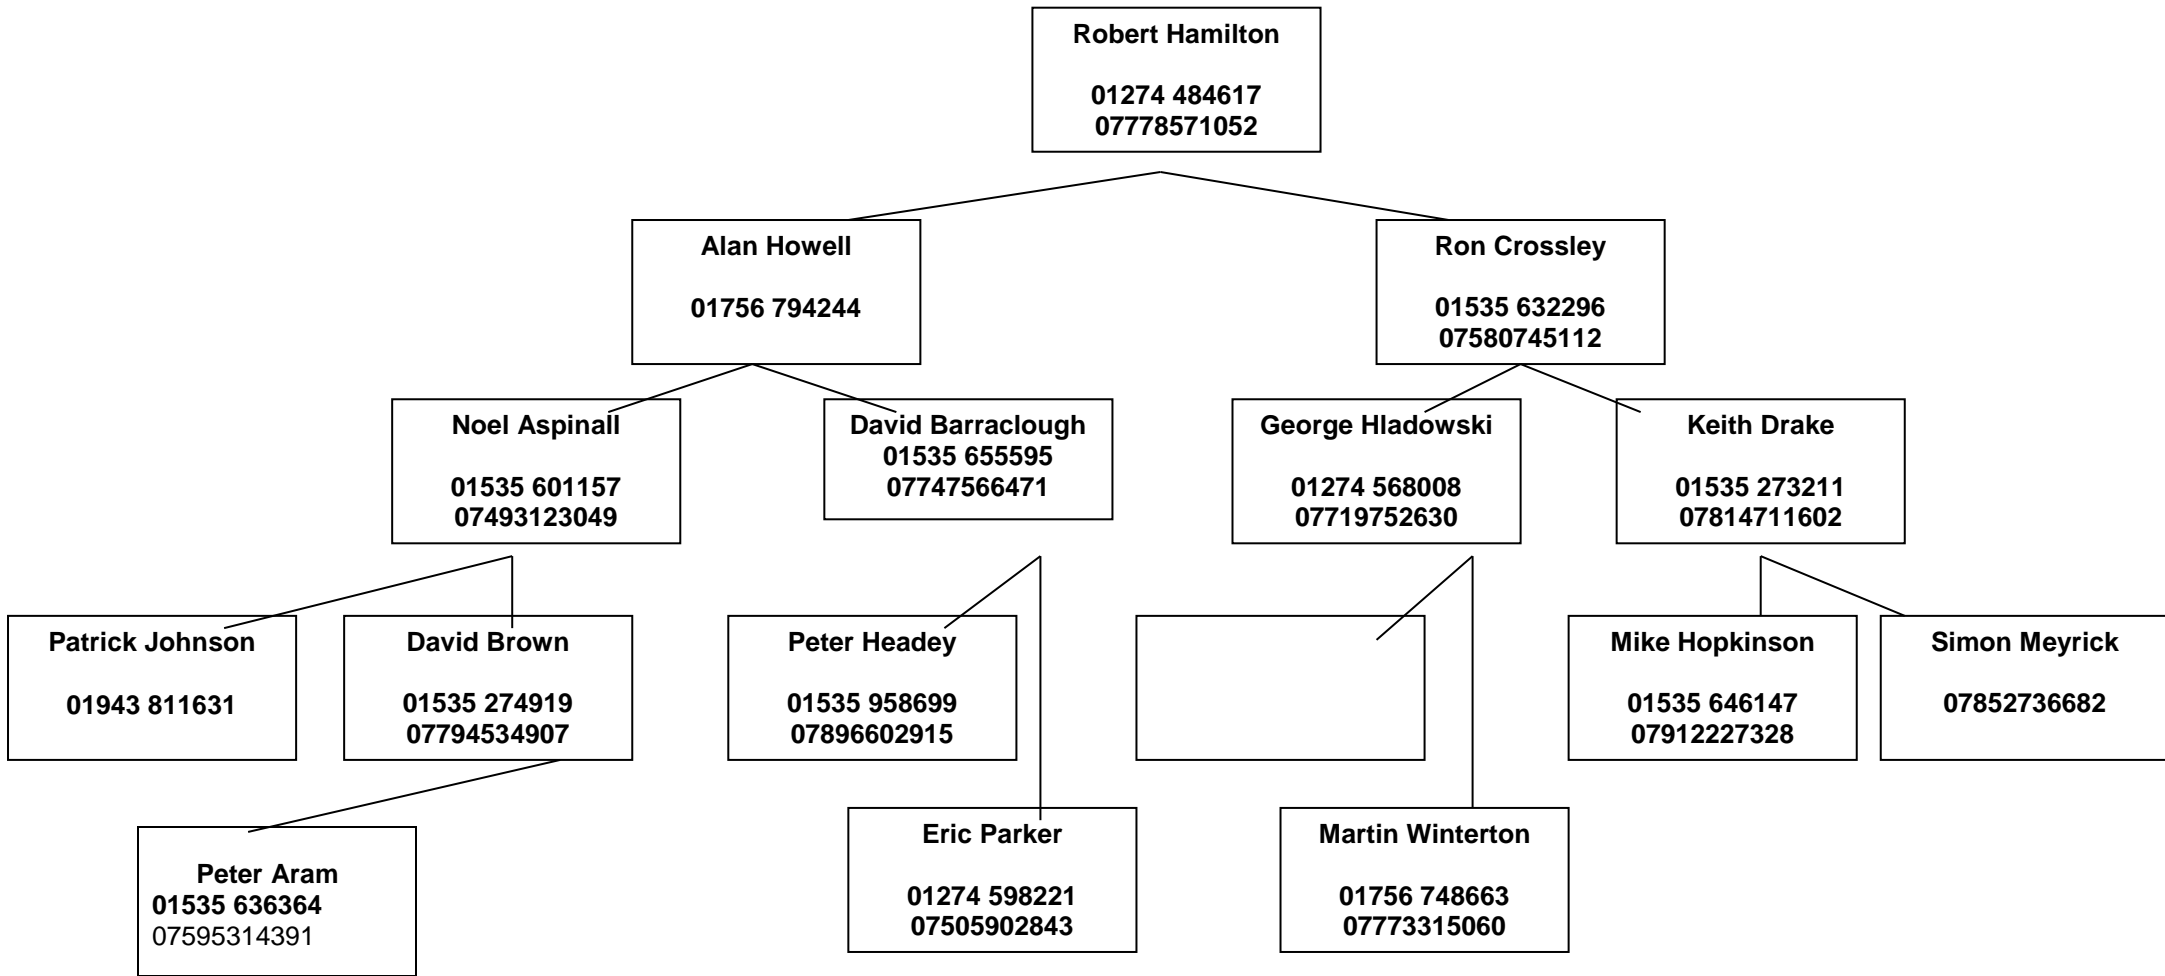 Robert Hamilton
01274 484617
07778571052
Alan Howell
01756 794244
Ron Crossley
01535 632296
07580745112
Noel Aspinall
01535 601157
07493123049
David Barraclough
01535 655595
07747566471
George Hladowski
01274 568008
07719752630
Keith Drake
01535 273211
07814711602
Patrick Johnson
01943 811631
David Brown
01535 274919
07794534907
Peter Headey
01535 958699
07896602915
Mike Hopkinson
01535 646147
07912227328
Simon Meyrick
07852736682
Peter Aram
01535 636364
07595314391
Eric Parker
01274 598221
07505902843
Martin Winterton
01756 748663
07773315060